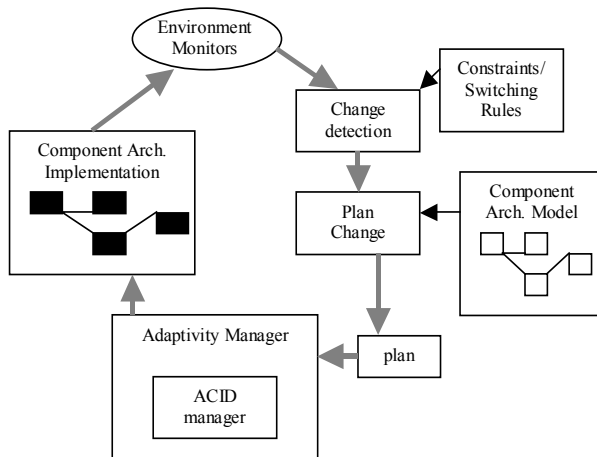 Environment
Monitors
Constraints/
Switching
Rules
Change
detection
Component Arch.
Implementation
Plan
Change
Component
Arch. Model
Adaptivity Manager
plan
ACID
manager